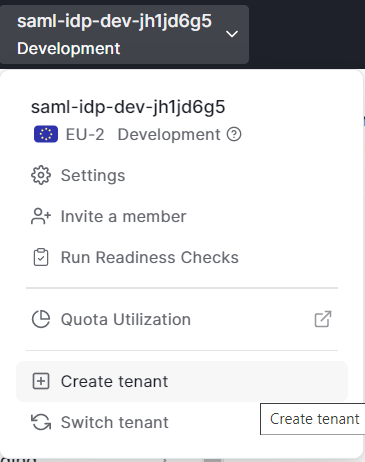 saml-idp-dev-jh1jd6g5
Development
saml-idp-dev-jh1jd6g5
EU-2 Development
Settings
Invite a member
Run Readiness Checks
Quota Utilization
Create tenant
Switch tenant
Create tenant